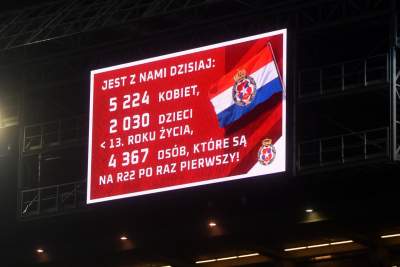 JEST Z NAMI DZISIAJ:
5 224 KOBIET,
2 030 DZIECI
< 13. ROKU ŻYCIA,
4 367 OSÓB, KTÓRE SĄ
NA R22 PO RAZ PIERWSZY!